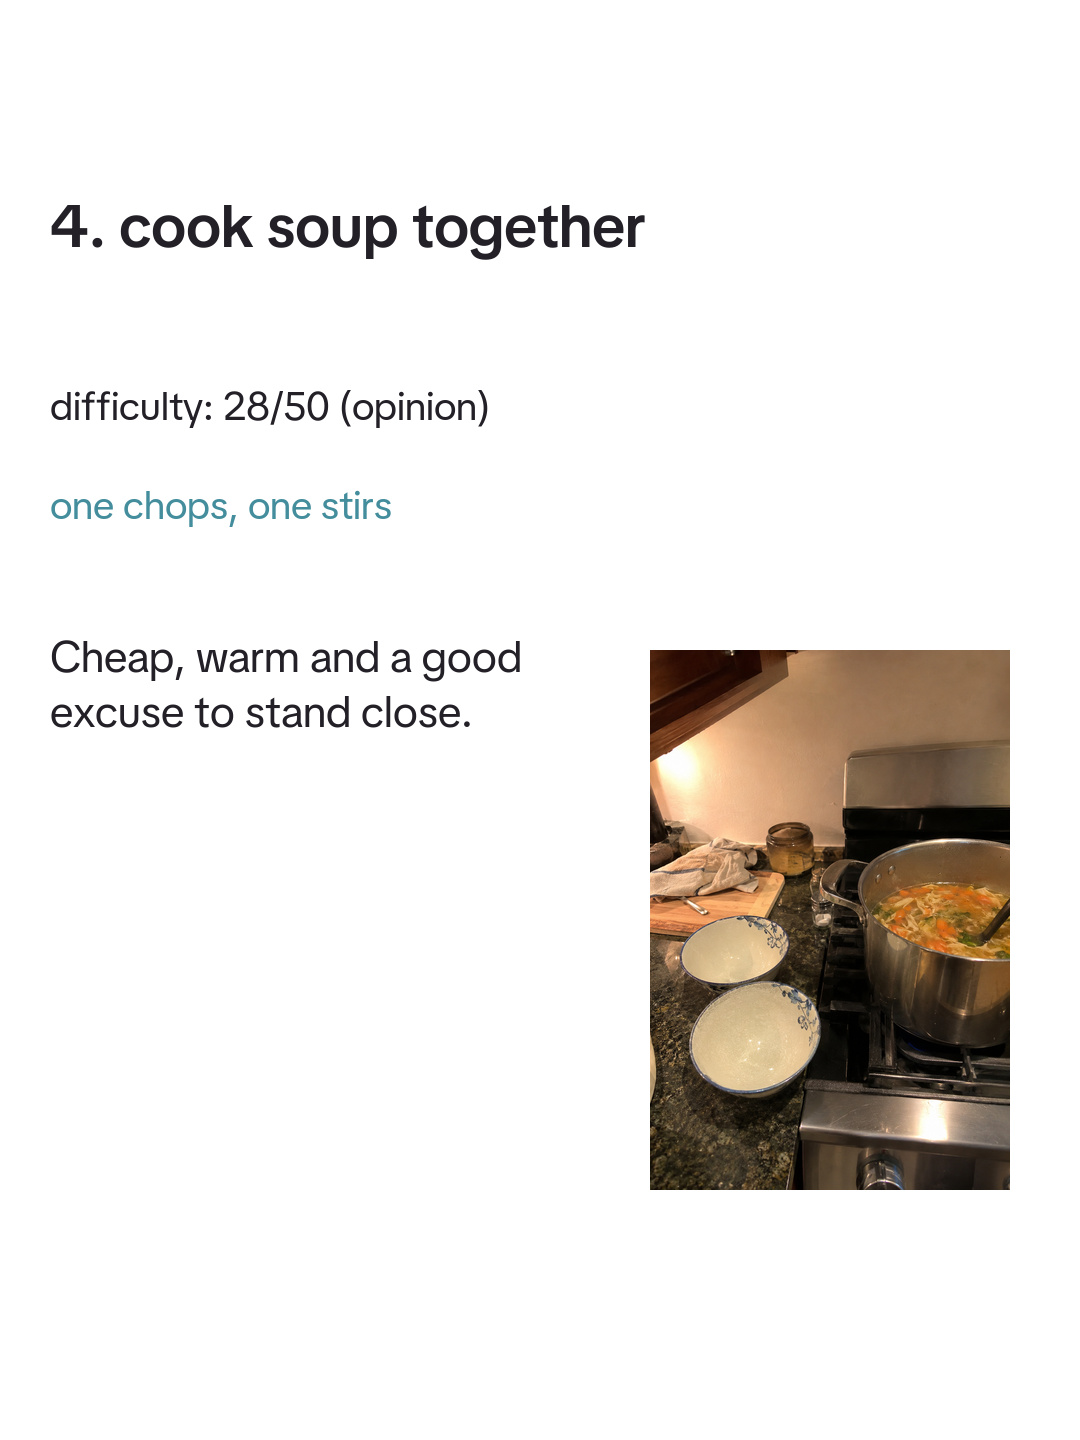 4. cook soup together
difficulty: 28/50 (opinion)
one chops, one stirs
Cheap, warm and a good
excuse to stand close.